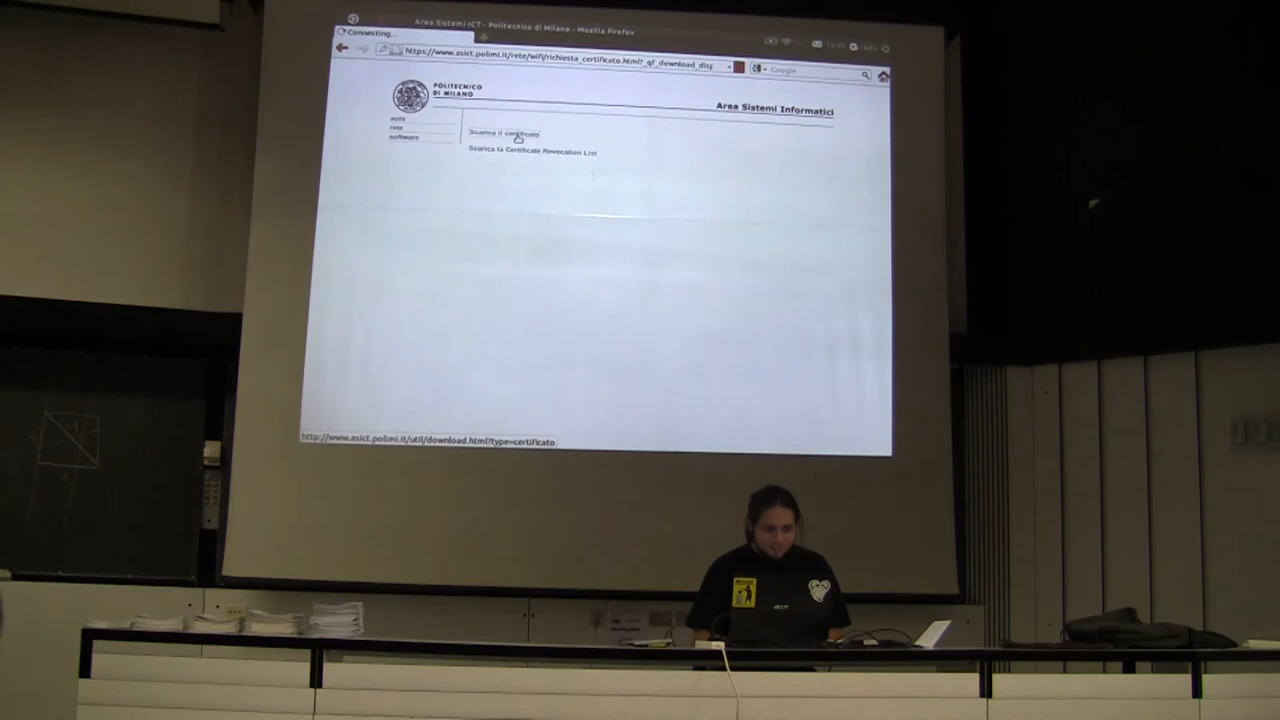 Area Sistemi ICT - Politecnico di Milano - Mozilla Firefox
Connecting...
https://www.asict.polimi.it/rete/wifi/richiesta_certificato.html?_qf_download_disp
Google
POLITECNICO
DI MILANO
Area Sistemi Informatici
aule
rete
software
Scarica il certificato
Scarica la Certificate Revocation List
http://www.asict.polimi.it/util/download.html?type=certificato
acer